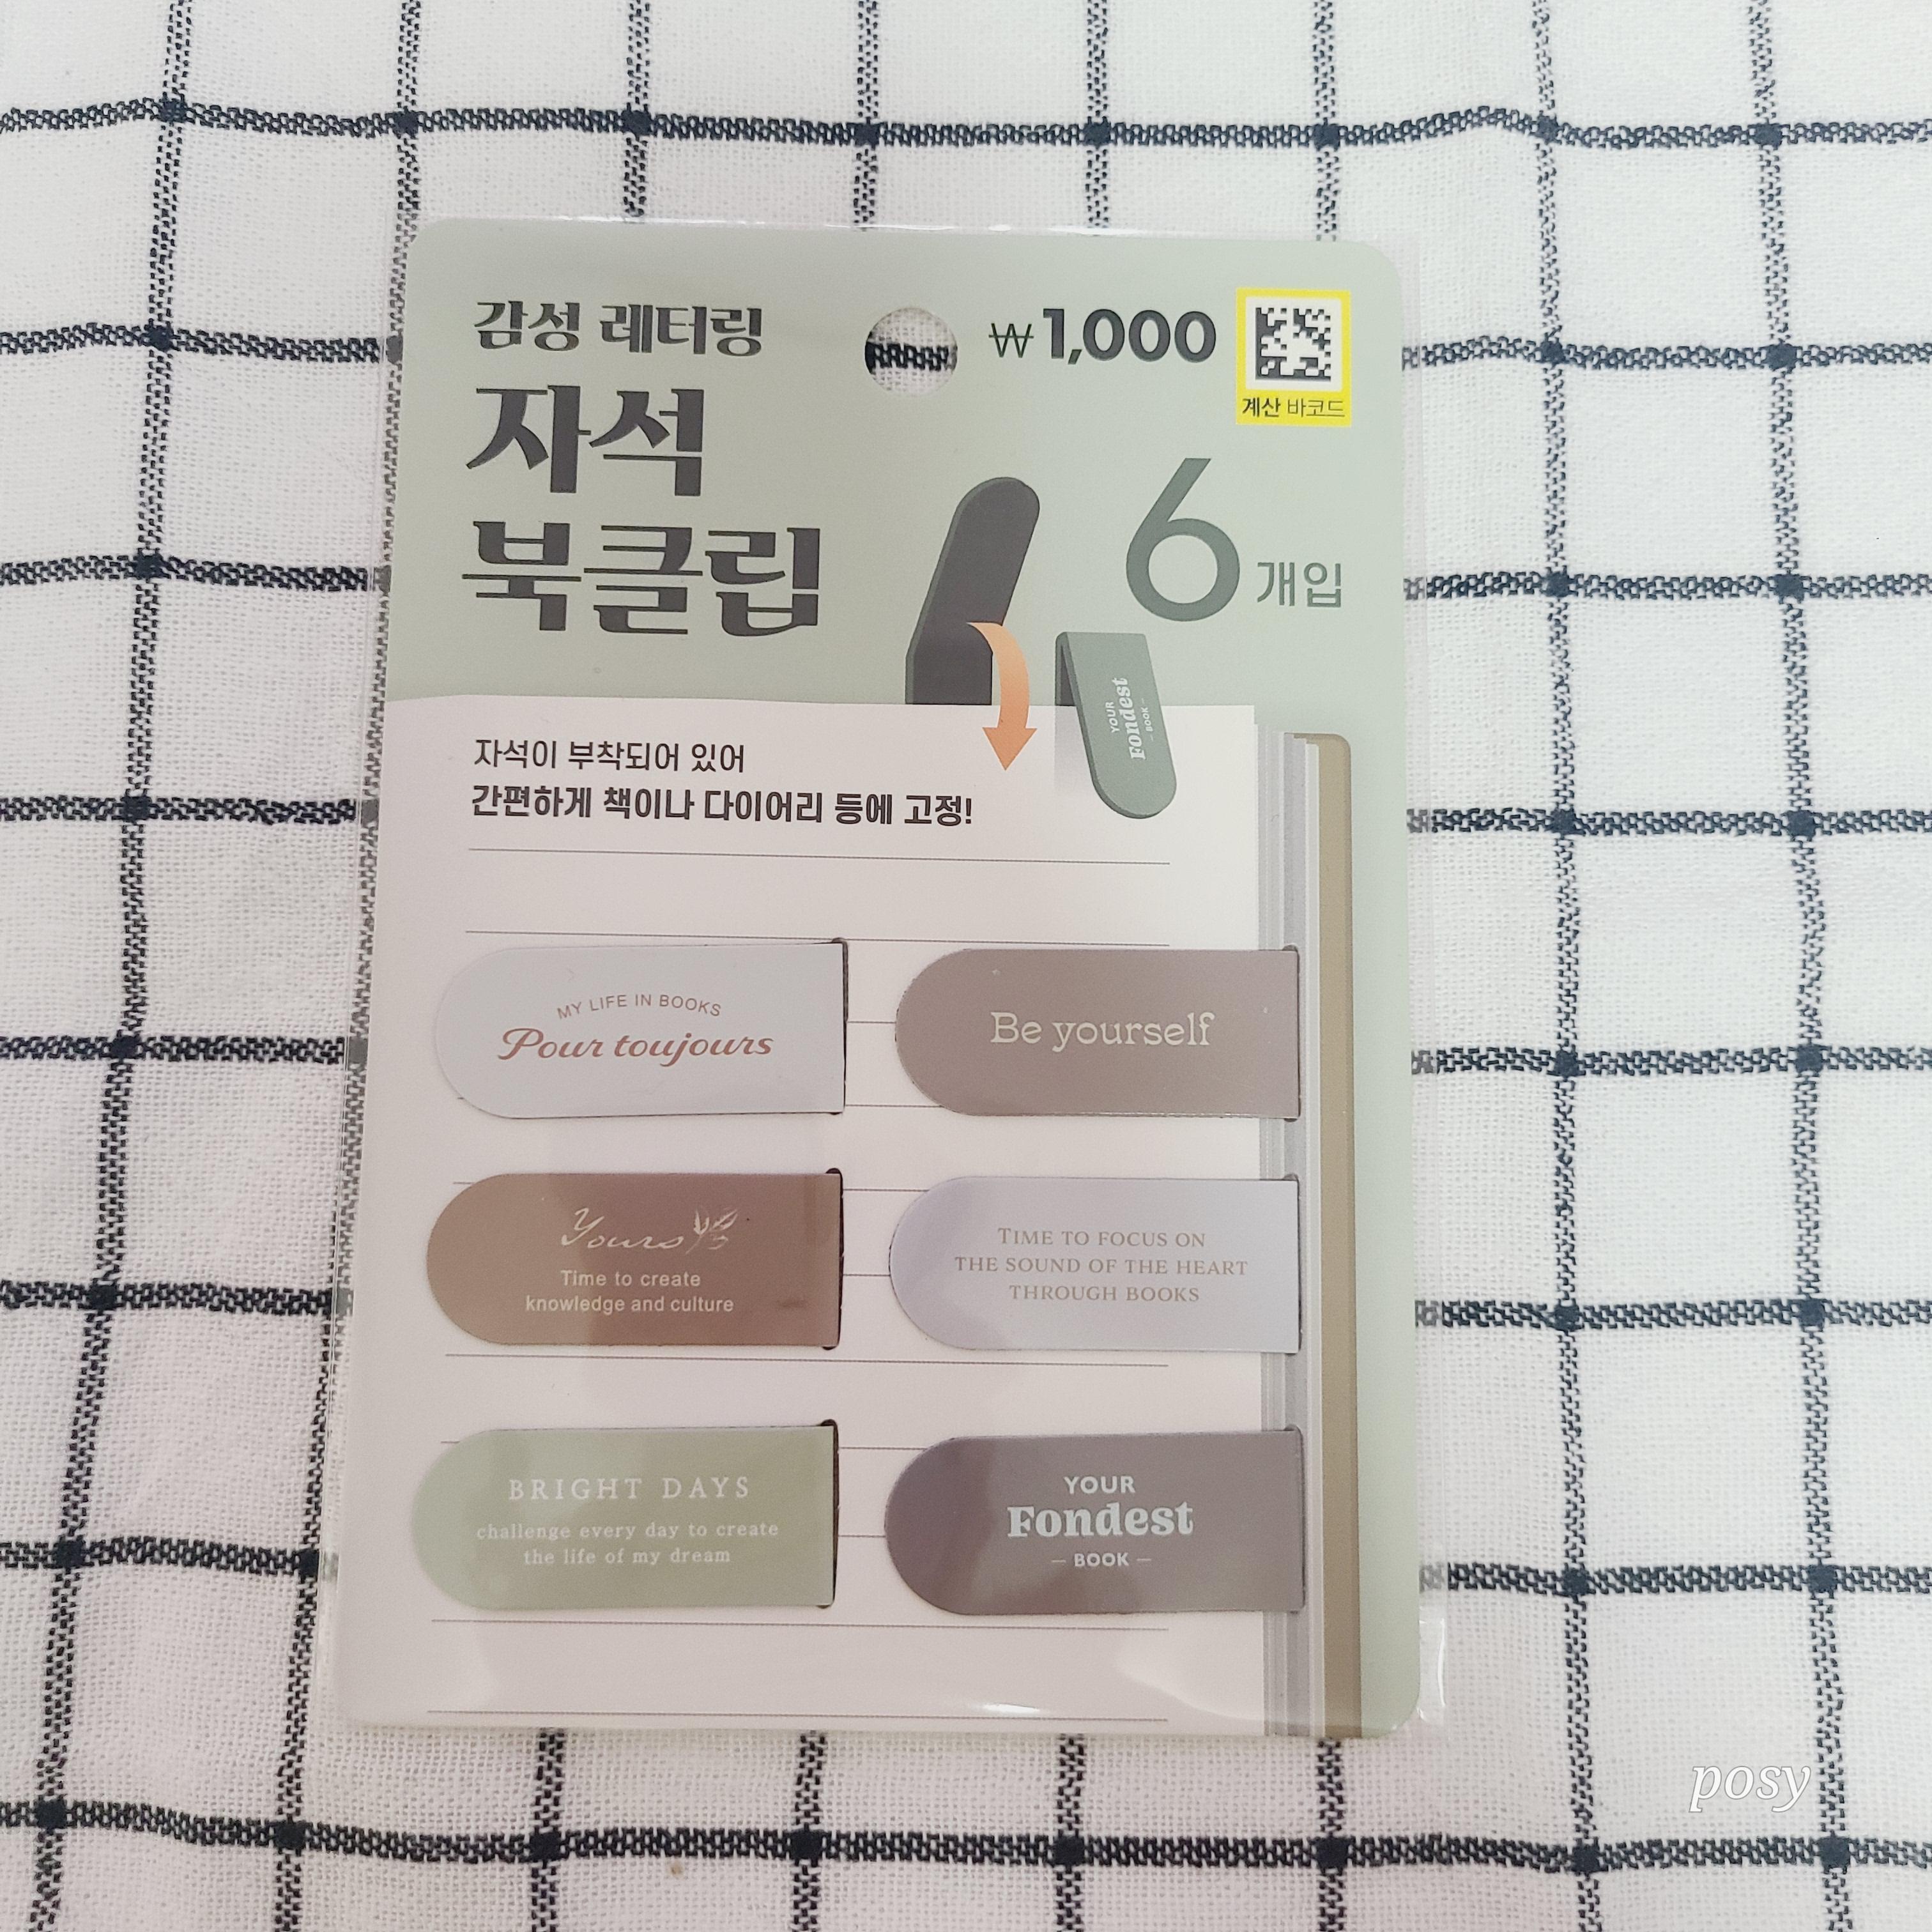 감성 레터링
자석
북클립
₩1,000
계산 바코드
6개입
YOUR
Fondest
– BOOK –
자석이 부착되어 있어
간편하게 책이나 다이어리 등에 고정!
MY LIFE IN BOOKS
Pour toujours
Be yourself
Yours
Time to create
knowledge and culture
TIME TO FOCUS ON
THE SOUND OF THE HEART
THROUGH BOOKS
BRIGHT DAYS
challenge every day to create
the life of my dream
YOUR
Fondest
– BOOK –
posy